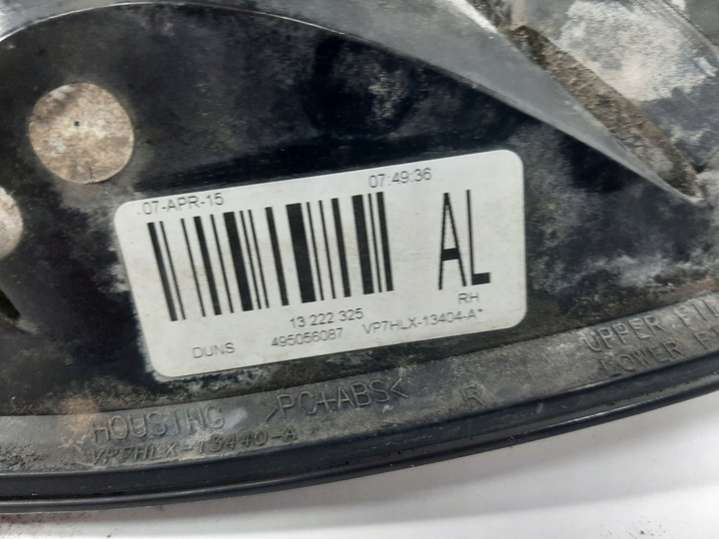 07-APR-15 07:49:36
AL
13 222 325 RH
DUNS 495056087 VP7HLX-13404-A*
UPPER
LOWER
HOUSING >PC+ABS< R
VP7HLX-13440-A